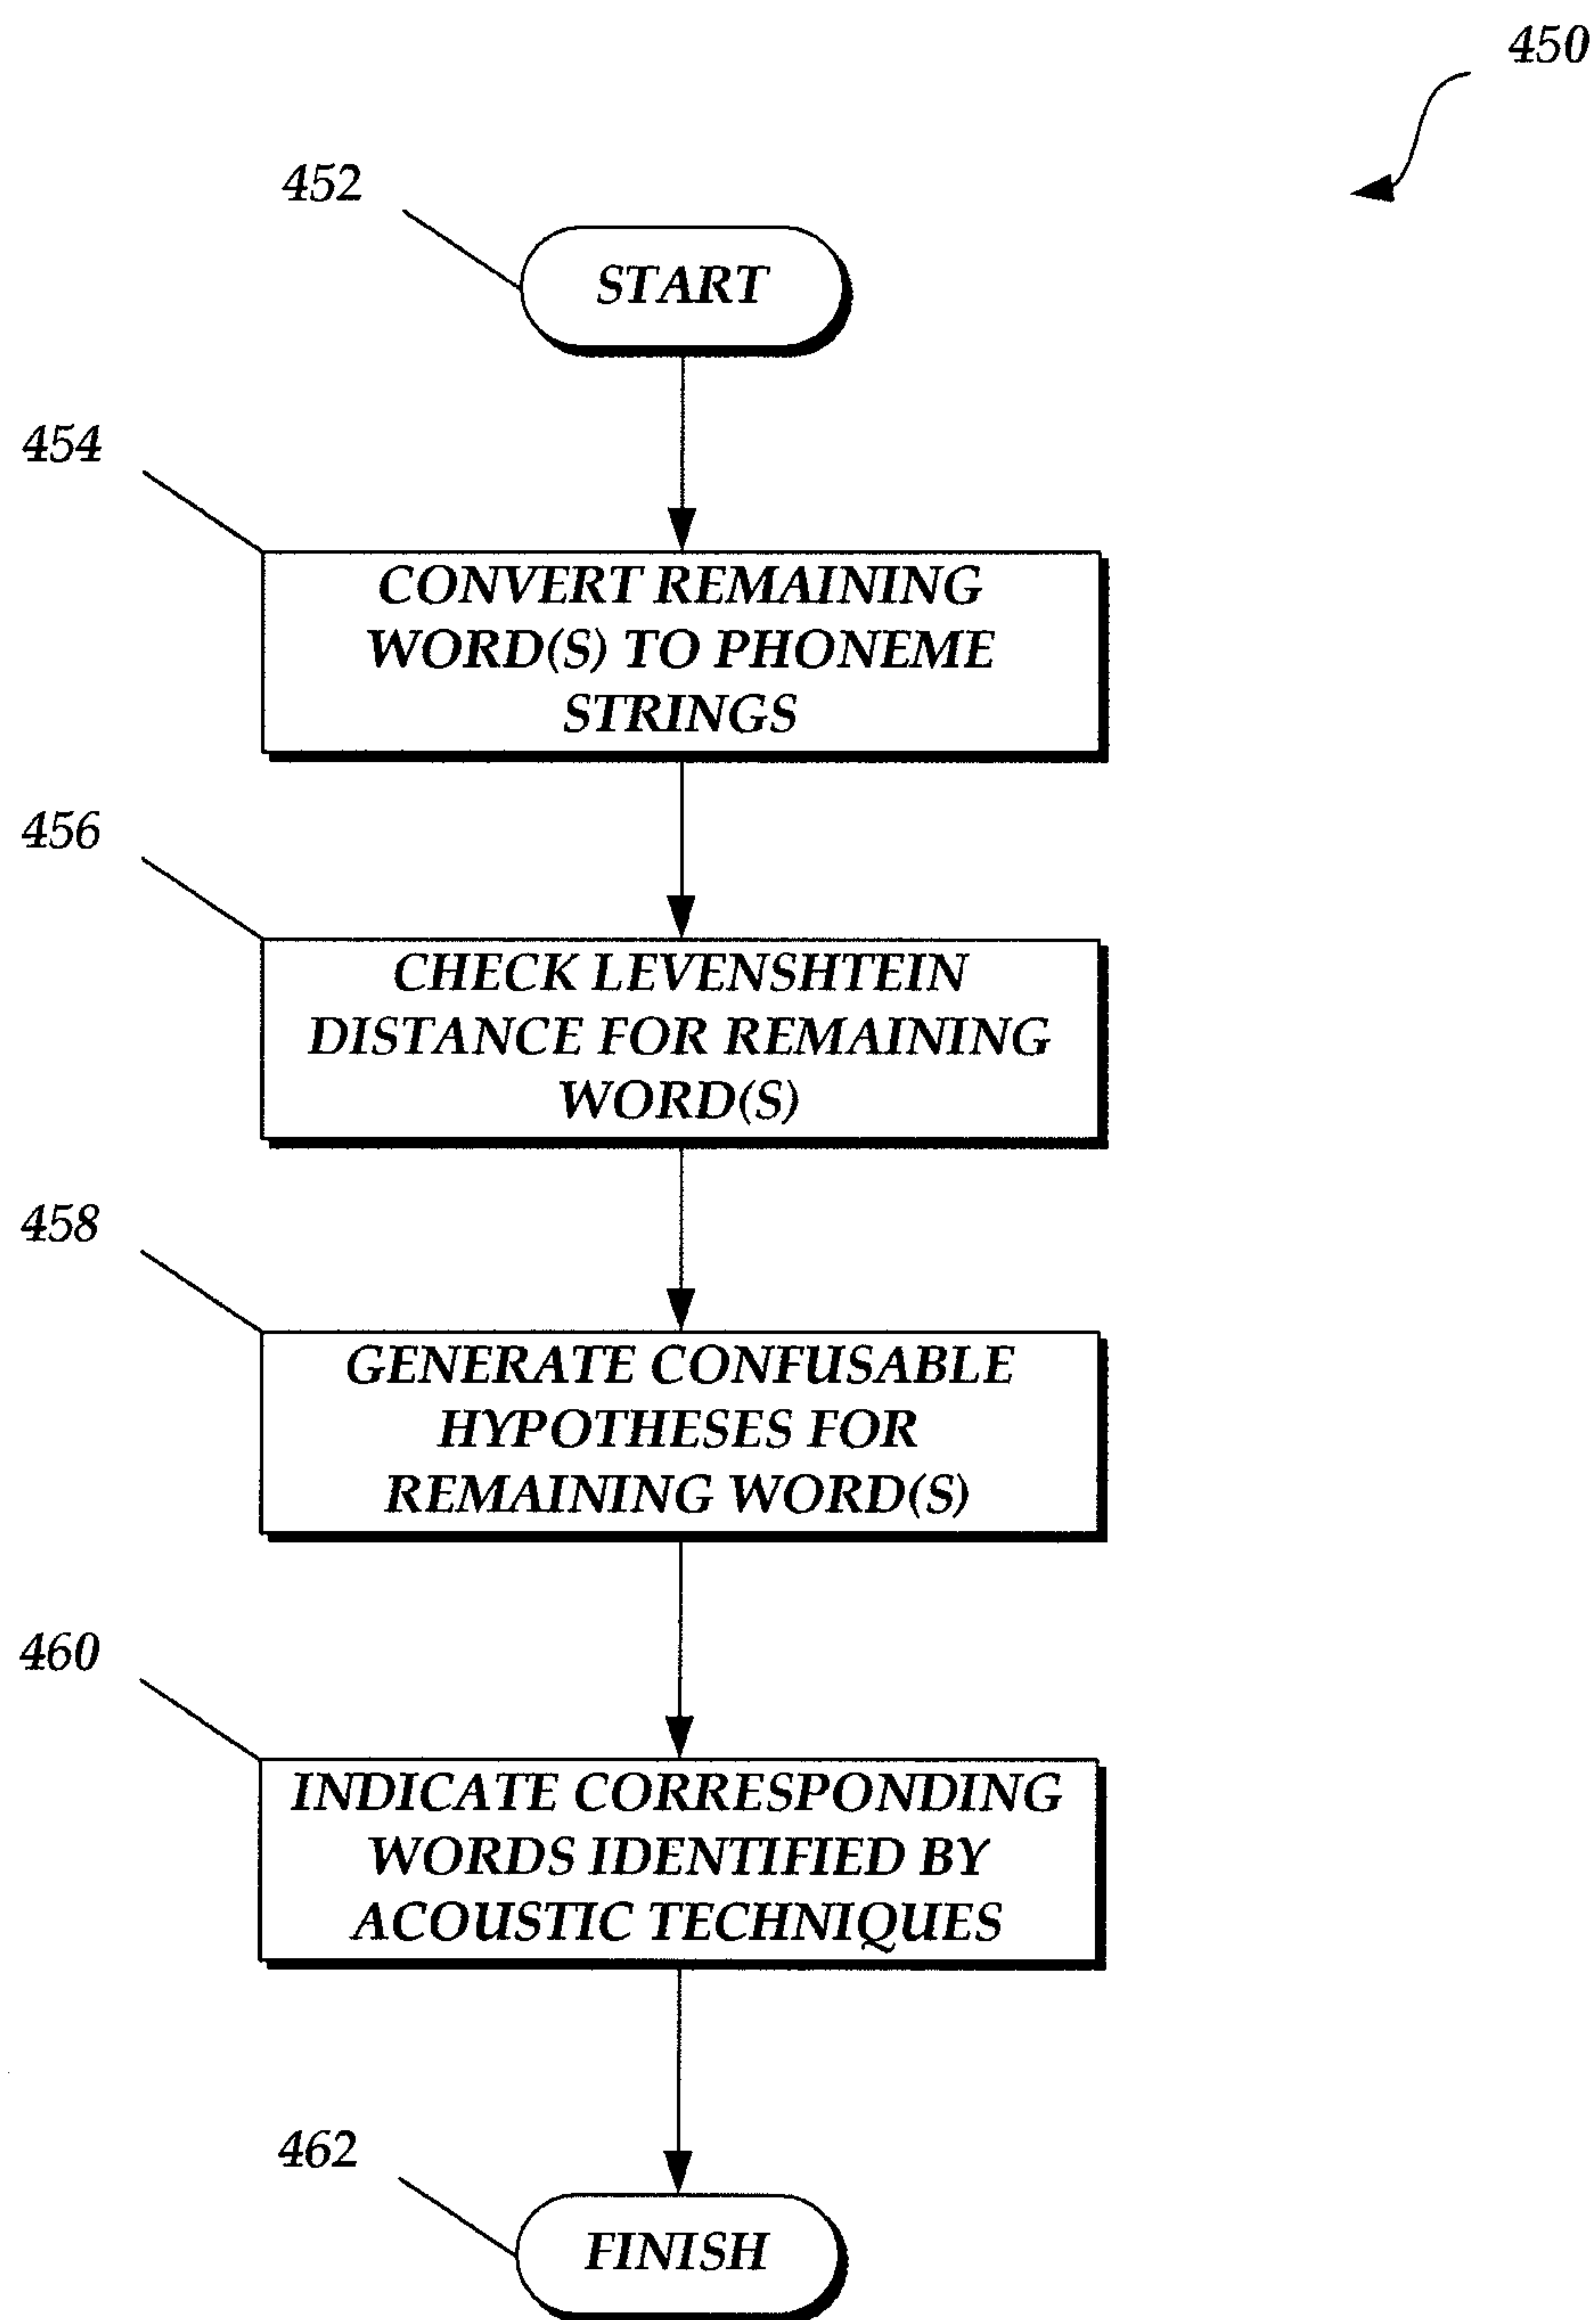 450
452
START
454
CONVERT REMAINING
WORD(S) TO PHONEME
STRINGS
456
CHECK LEVENSHTEIN
DISTANCE FOR REMAINING
WORD(S)
458
GENERATE CONFUSABLE
HYPOTHESES FOR
REMAINING WORD(S)
460
INDICATE CORRESPONDING
WORDS IDENTIFIED BY
ACOUSTIC TECHNIQUES
462
FINISH